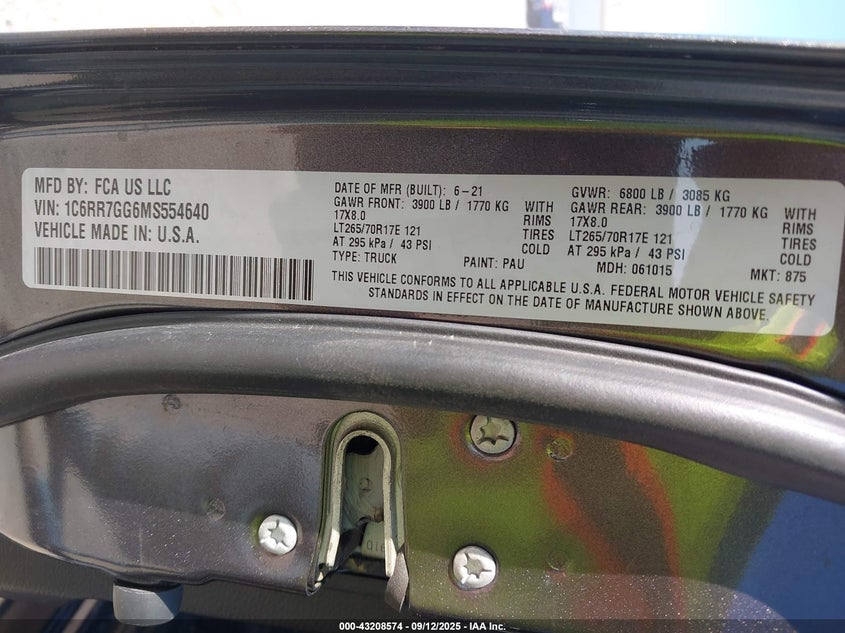 MFD BY: FCA US LLC
VIN: 1C6RR7GG6MS554640
VEHICLE MADE IN: U.S.A.
DATE OF MFR (BUILT): 6-21
GAWR FRONT: 3900 LB / 1770 KG WITH
17X8.0 RIMS
LT265/70R17E 121 TIRES
AT 295 kPa / 43 PSI COLD
TYPE: TRUCK PAINT: PAU
GVWR: 6800 LB / 3085 KG
GAWR REAR: 3900 LB / 1770 KG WITH
17X8.0 RIMS
LT265/70R17E 121 TIRES
AT 295 kPa / 43 PSI COLD
MDH: 061015 MKT: 875
THIS VEHICLE CONFORMS TO ALL APPLICABLE U.S.A. FEDERAL MOTOR VEHICLE SAFETY
STANDARDS IN EFFECT ON THE DATE OF MANUFACTURE SHOWN ABOVE.
000-43208574 - 09/12/2025 - IAA Inc.